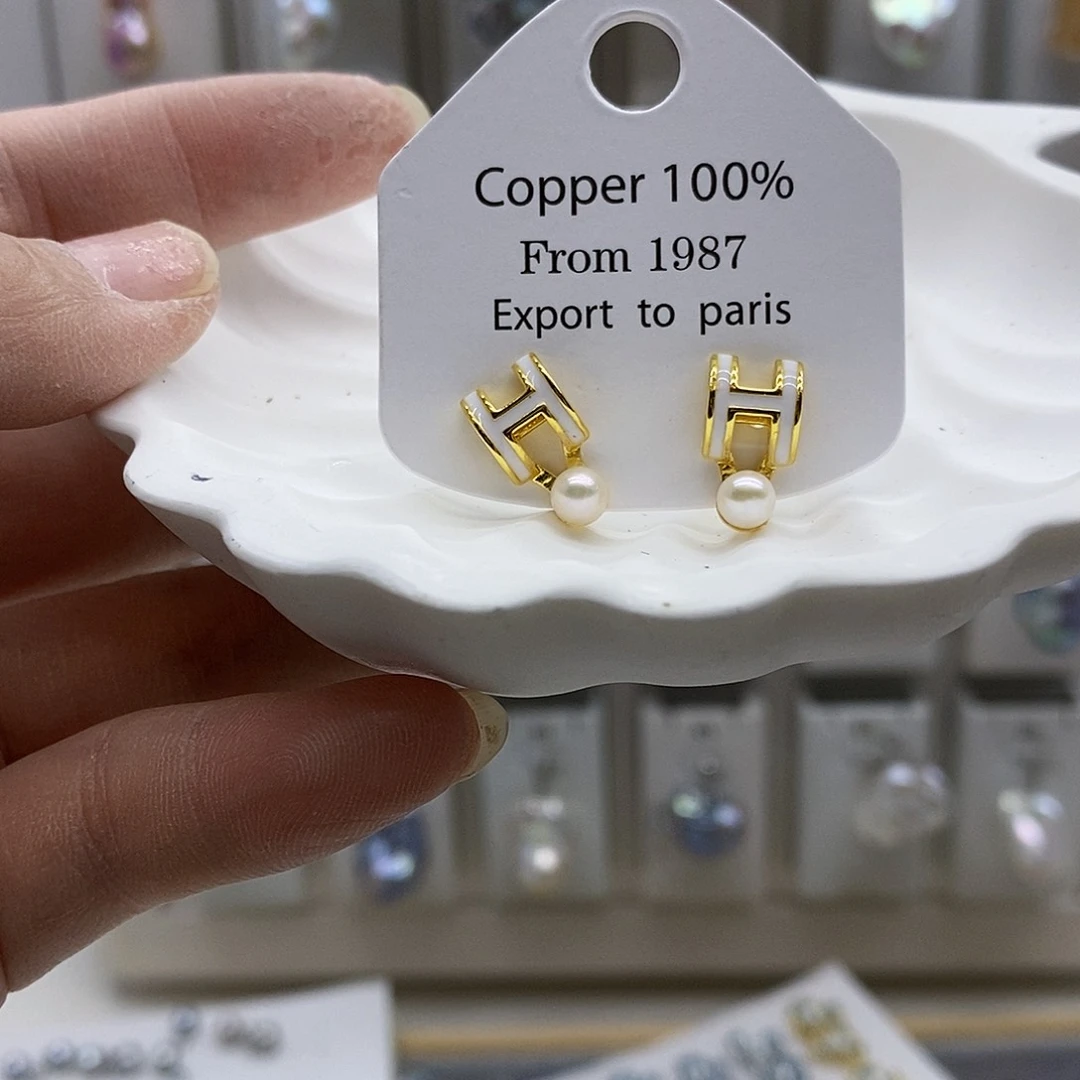 Copper 100%
From 1987
Export to paris
H H